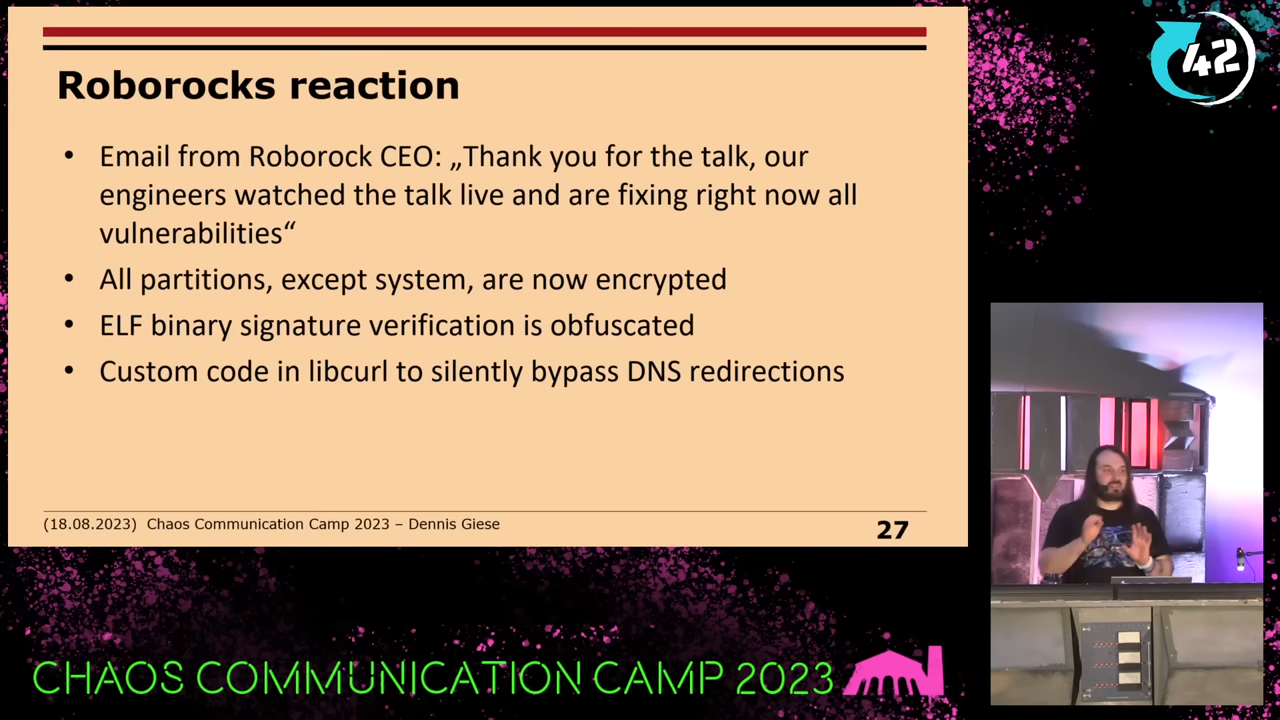 42
Roborocks reaction
• Email from Roborock CEO: „Thank you for the talk, our
engineers watched the talk live and are fixing right now all
vulnerabilities“
• All partitions, except system, are now encrypted
• ELF binary signature verification is obfuscated
• Custom code in libcurl to silently bypass DNS redirections
(18.08.2023) Chaos Communication Camp 2023 – Dennis Giese
27
CHAOS COMMUNICATION CAMP 2023